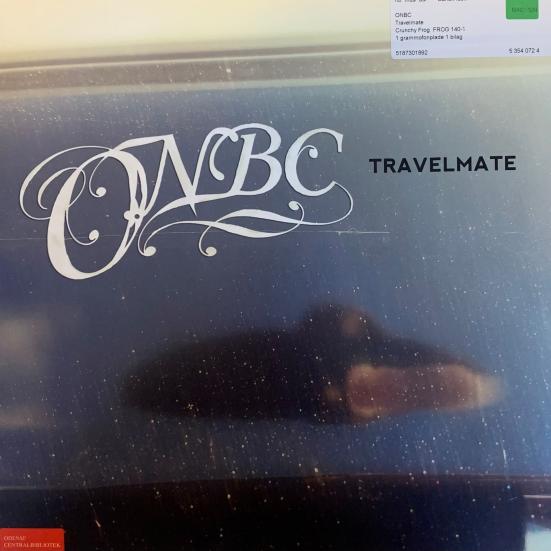 ONBC
Travelmate
Crunchy Frog FROG 140-1
1 grammofonplade 1 bilag
5187301892 5 354 072 4
ONBC TRAVELMATE
ODENSE
CENTRALBIBLIOTEK